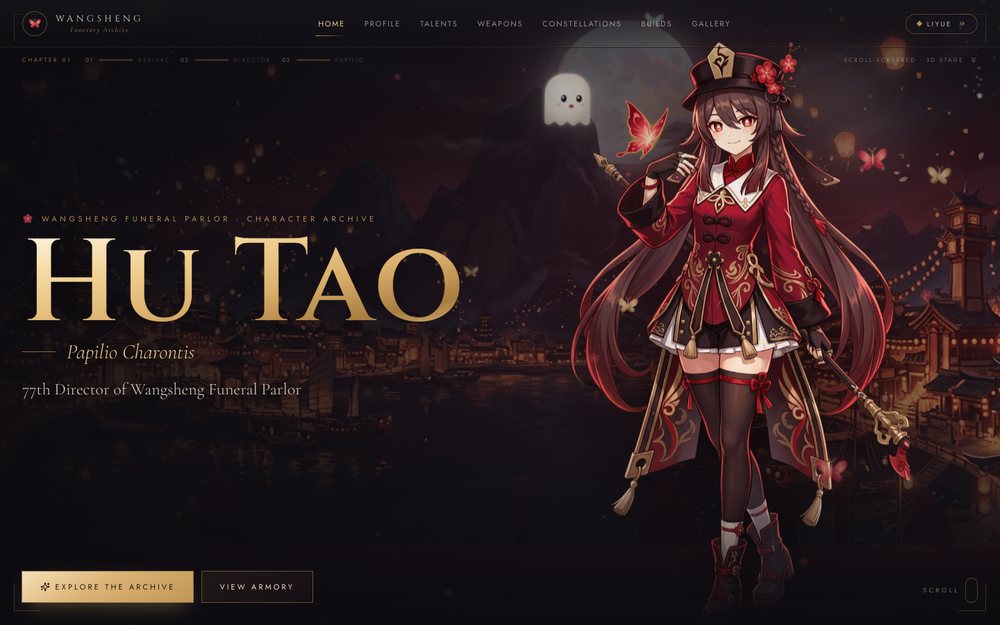 WANGSHENG
Funerary Archive
HOME PROFILE TALENTS WEAPONS CONSTELLATIONS BUILDS GALLERY
LIYUE
CHAPTER 01 01 ARRIVAL 02 DIRECTOR 03 PAPILIO
SCROLL-SCRUBBED 3D STAGE
WANGSHENG FUNERAL PARLOR · CHARACTER ARCHIVE
HU TAO
Papilio Charontis
77th Director of Wangsheng Funeral Parlor
EXPLORE THE ARCHIVE
VIEW ARMORY
SCROLL